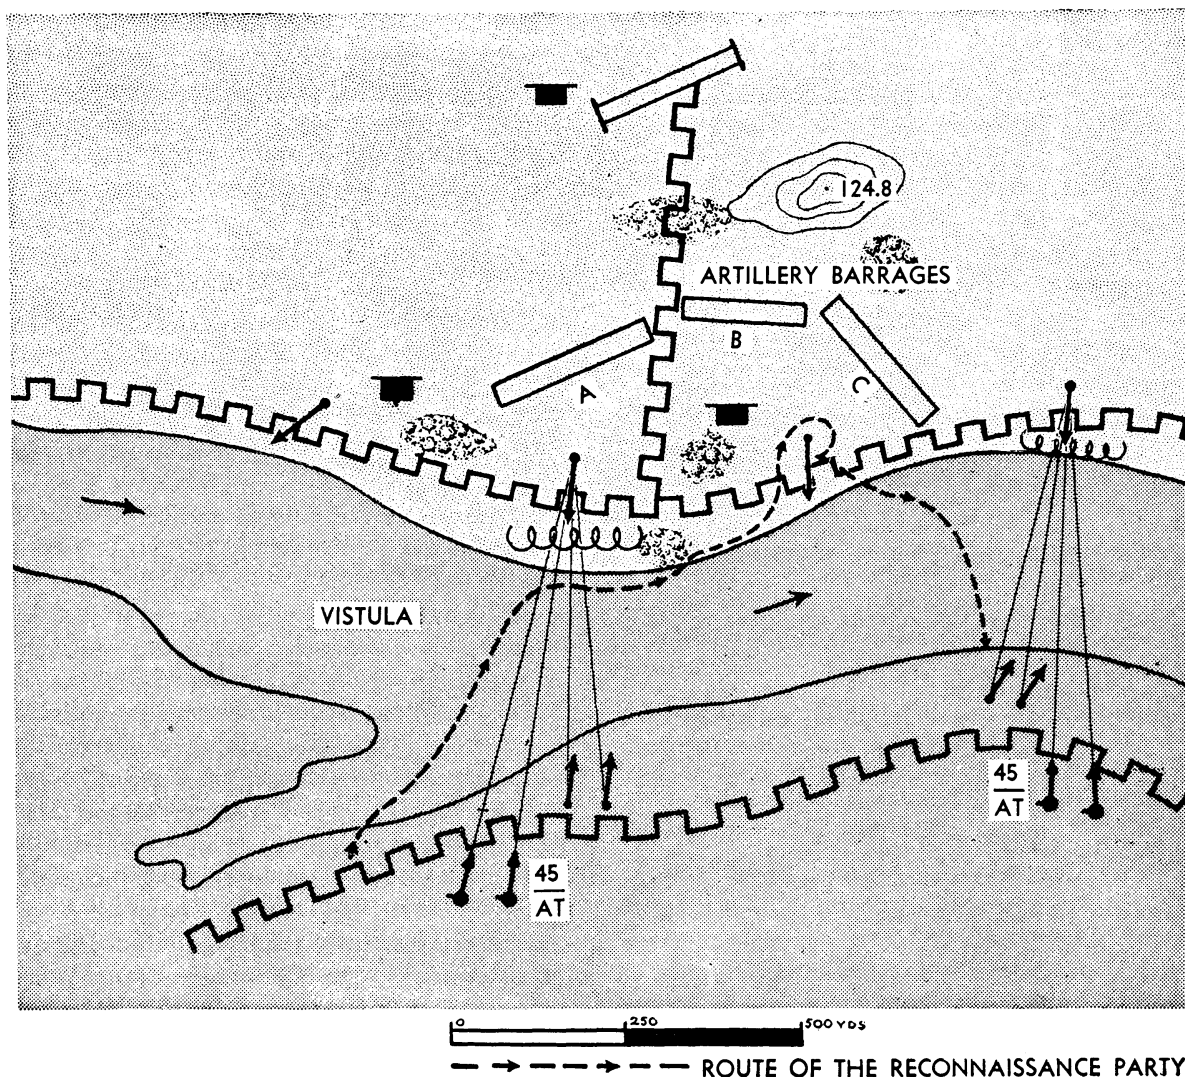 124.8
ARTILLERY BARRAGES
B
A
C
VISTULA
45
AT
45
AT
0 250 500 YDS
ROUTE OF THE RECONNAISSANCE PARTY